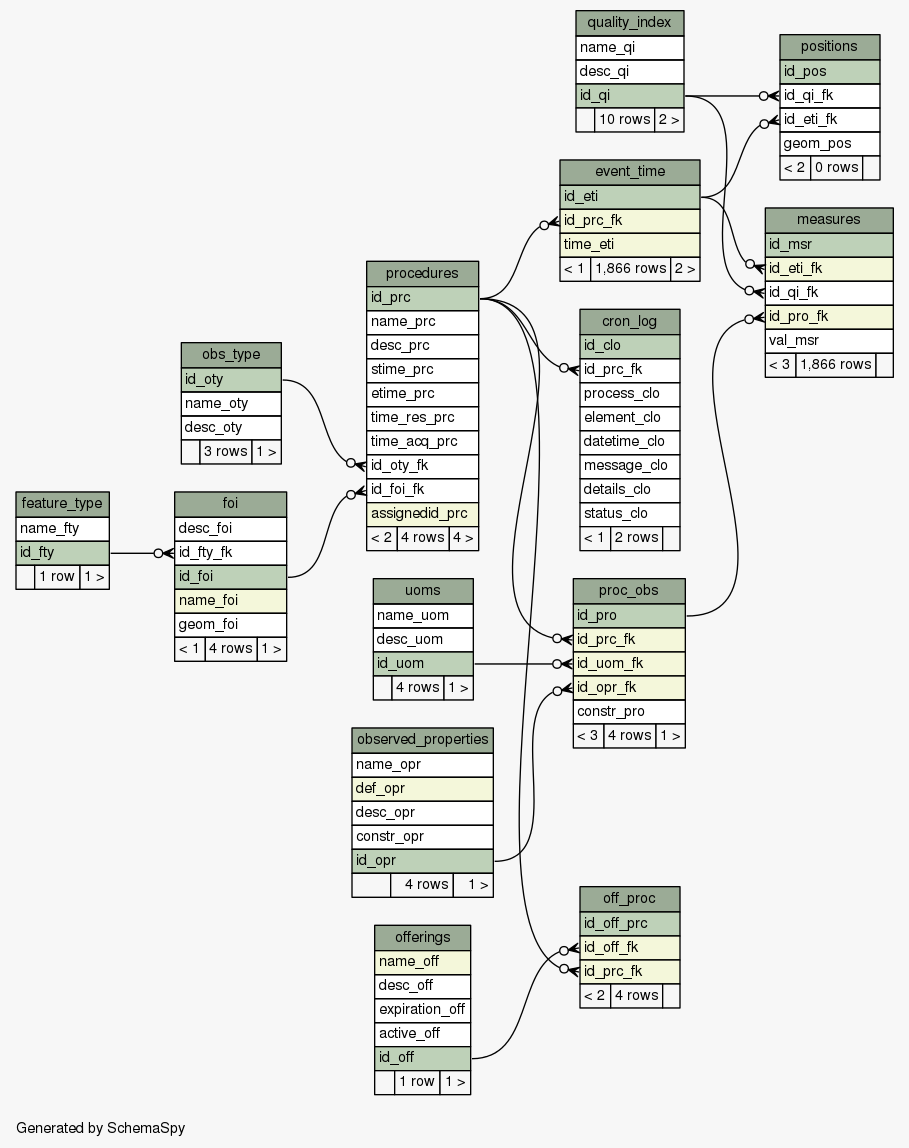 quality_index
name_qi
desc_qi
id_qi
10 rows 2 >
positions
id_pos
id_qi_fk
id_eti_fk
geom_pos
< 2 0 rows
event_time
id_eti
id_prc_fk
time_eti
< 1 1,866 rows 2 >
measures
id_msr
id_eti_fk
id_qi_fk
id_pro_fk
val_msr
< 3 1,866 rows
procedures
id_prc
name_prc
desc_prc
stime_prc
etime_prc
time_res_prc
time_acq_prc
id_oty_fk
id_foi_fk
assignedid_prc
< 2 4 rows 4 >
cron_log
id_clo
id_prc_fk
process_clo
element_clo
datetime_clo
message_clo
details_clo
status_clo
< 1 2 rows
obs_type
id_oty
name_oty
desc_oty
3 rows 1 >
feature_type
name_fty
id_fty
1 row 1 >
foi
desc_foi
id_fty_fk
id_foi
name_foi
geom_foi
< 1 4 rows 1 >
uoms
name_uom
desc_uom
id_uom
4 rows 1 >
proc_obs
id_pro
id_prc_fk
id_uom_fk
id_opr_fk
constr_pro
< 3 4 rows 1 >
observed_properties
name_opr
def_opr
desc_opr
constr_opr
id_opr
4 rows 1 >
off_proc
id_off_prc
id_off_fk
id_prc_fk
< 2 4 rows
offerings
name_off
desc_off
expiration_off
active_off
id_off
1 row 1 >
Generated by SchemaSpy